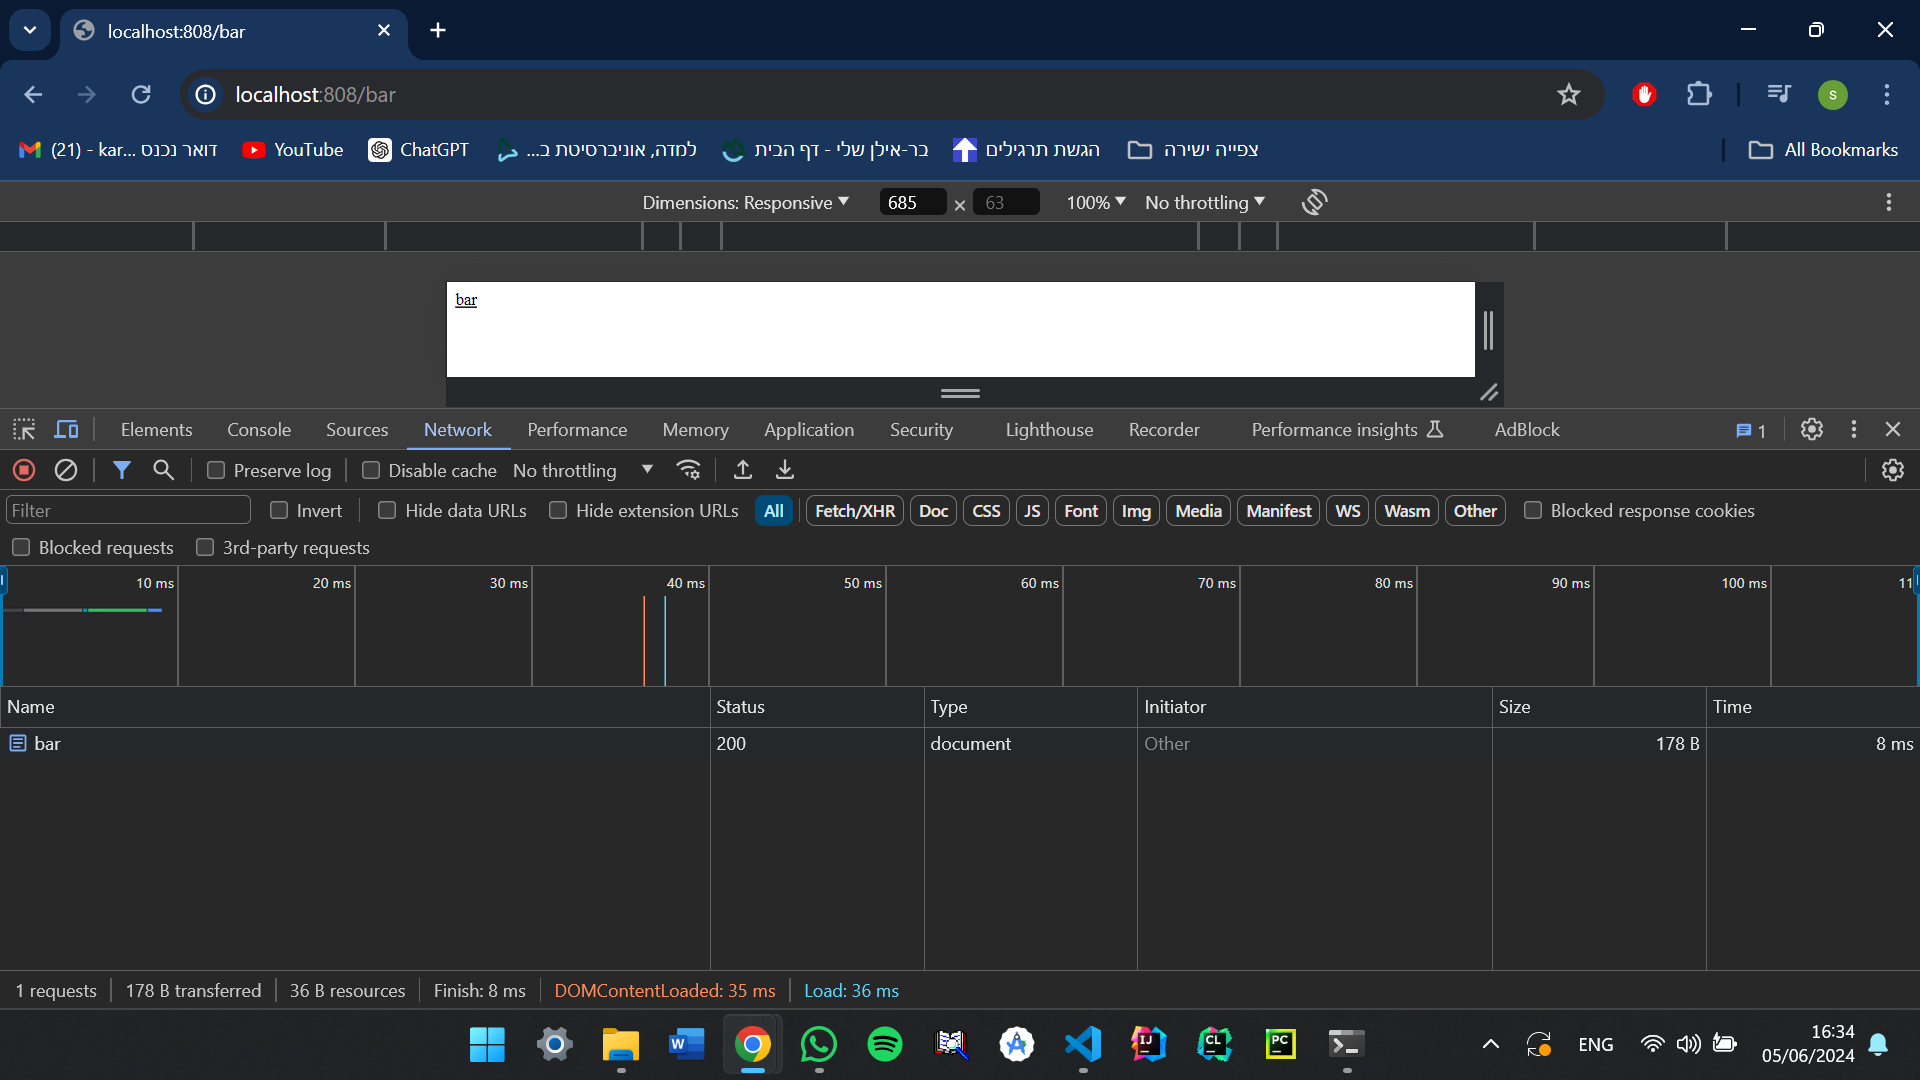 localhost:808/bar
localhost:808/bar
s
(21) - kar... דואר נכנס
YouTube
ChatGPT
למדה, אוניברסיטת ב...
בר-אילן שלי - דף הבית
הגשת תרגילים
צפייה ישירה
All Bookmarks
Dimensions: Responsive
685 × 63
100%
No throttling
bar
Elements Console Sources Network Performance Memory Application Security Lighthouse Recorder Performance insights AdBlock 1
Preserve log Disable cache No throttling
Filter Invert Hide data URLs Hide extension URLs All Fetch/XHR Doc CSS JS Font Img Media Manifest WS Wasm Other Blocked response cookies
Blocked requests 3rd-party requests
10 ms 20 ms 30 ms 40 ms 50 ms 60 ms 70 ms 80 ms 90 ms 100 ms 11
Name Status Type Initiator Size Time
bar 200 document Other 178 B 8 ms
1 requests 178 B transferred 36 B resources Finish: 8 ms DOMContentLoaded: 35 ms Load: 36 ms
W IJ CL PC
ENG
16:34
05/06/2024